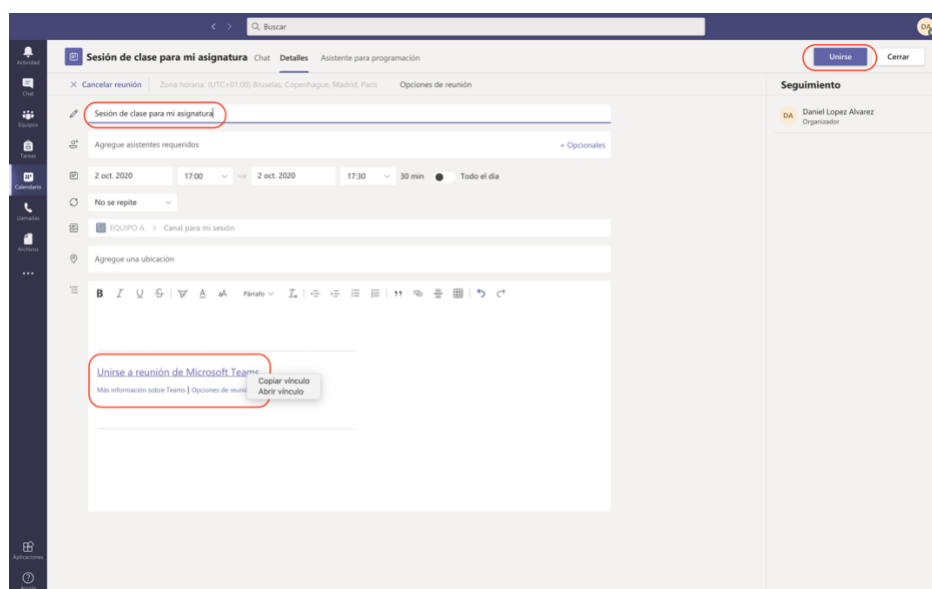 Buscar
DA
Actividad
Chat
Equipos
Tareas
Calendario
Llamadas
Archivos
Aplicaciones
Ayuda
Sesión de clase para mi asignatura Chat Detalles Asistente para programación
Unirse Cerrar
× Cancelar reunión Zona horaria: (UTC+01:00) Bruselas, Copenhague, Madrid, París Opciones de reunión
Seguimiento
Sesión de clase para mi asignatura
DA Daniel Lopez Alvarez
Organizador
Agregue asistentes requeridos + Opcionales
2 oct. 2020 17:00 → 2 oct. 2020 17:30 30 min Todo el día
No se repite
EQUIPO A > Canal para mi sesión
Agregue una ubicación
B I U S A AA Párrafo
Unirse a reunión de Microsoft Teams
Más información sobre Teams | Opciones de
Copiar vínculo
Abrir vínculo